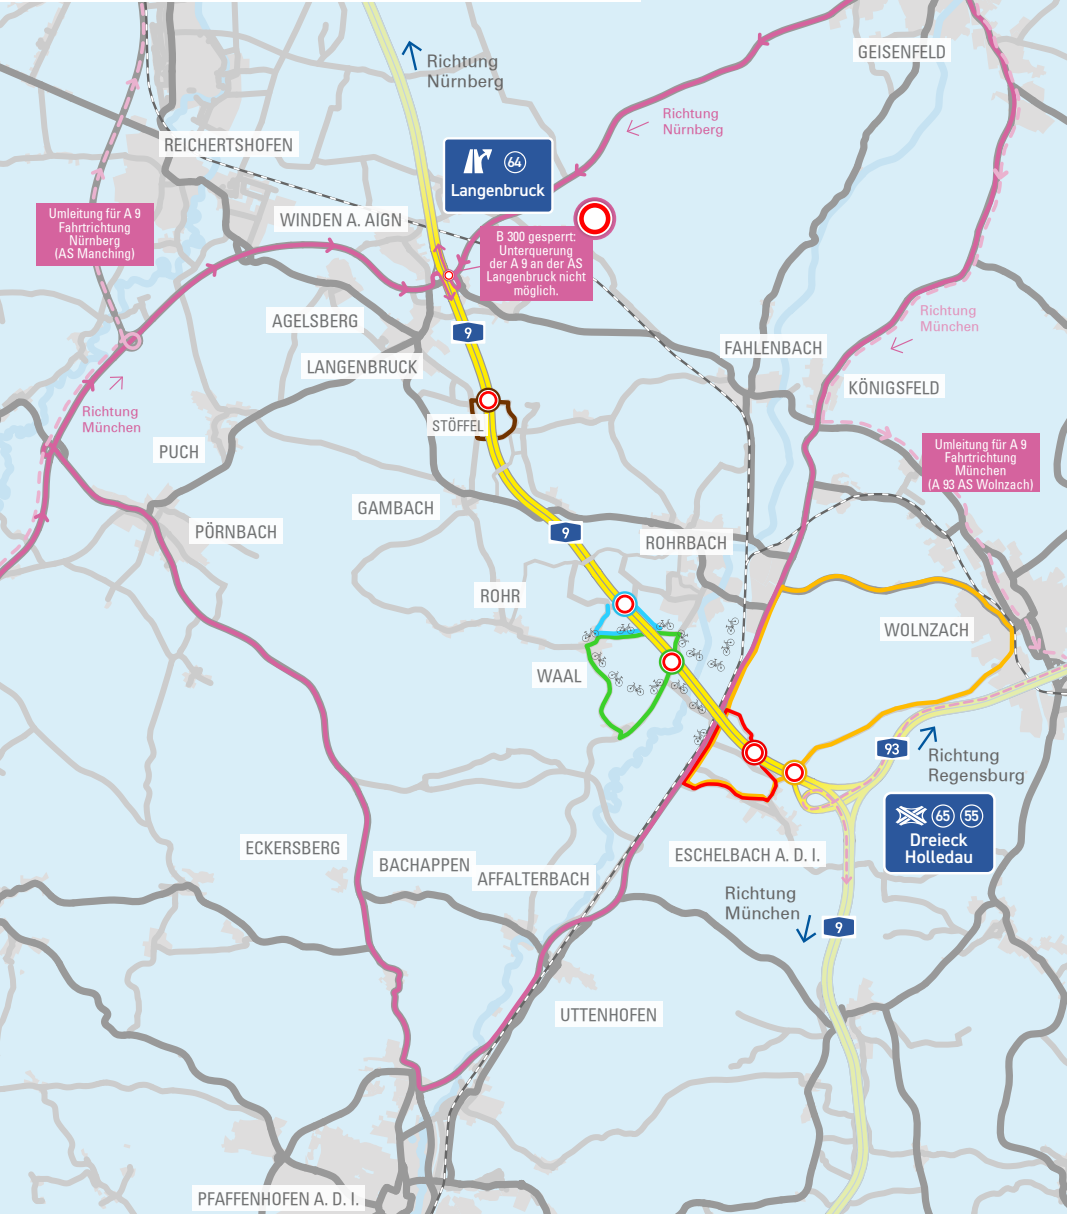 GEISENFELD
Richtung
Nürnberg
Richtung
Nürnberg
REICHERTSHOFEN
64
Langenbruck
Umleitung für A 9
Fahrtrichtung
Nürnberg
(AS Manching)
WINDEN A. AIGN
B 300 gesperrt:
Unterquerung
der A 9 an der AS
Langenbruck nicht
möglich.
AGELSBERG
9
Richtung
München
FAHLENBACH
LANGENBRUCK
KÖNIGSFELD
Richtung
München
STÖFFEL
PUCH
Umleitung für A 9
Fahrtrichtung
München
(A 93 AS Wolnzach)
GAMBACH
PÖRNBACH
9
ROHRBACH
ROHR
WOLNZACH
WAAL
93
Richtung
Regensburg
65 55
Dreieck
Holledau
ECKERSBERG
BACHAPPEN
AFFALTERBACH
ESCHELBACH A. D. I.
Richtung
München
9
UTTENHOFEN
PFAFFENHOFEN A. D. I.